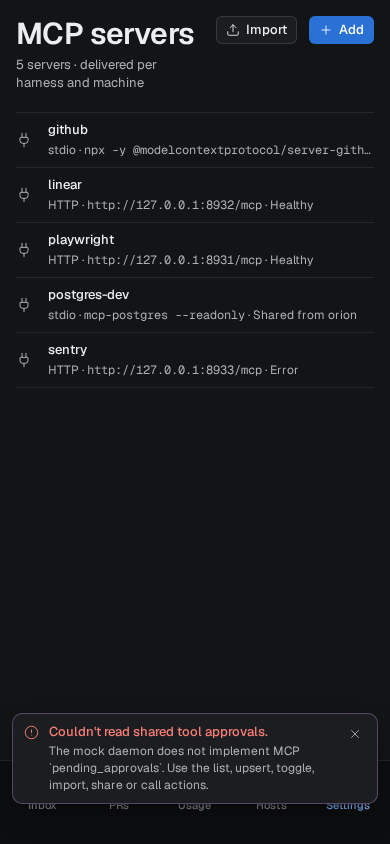 MCP servers
Import
Add
5 servers · delivered per
harness and machine
github
stdio · npx -y @modelcontextprotocol/server-gith…
linear
HTTP · http://127.0.0.1:8932/mcp · Healthy
playwright
HTTP · http://127.0.0.1:8931/mcp · Healthy
postgres-dev
stdio · mcp-postgres --readonly · Shared from orion
sentry
HTTP · http://127.0.0.1:8933/mcp · Error
Couldn't read shared tool approvals.
The mock daemon does not implement MCP
`pending_approvals`. Use the list, upsert, toggle,
import, share or call actions.
Inbox PRs Usage Hosts Settings